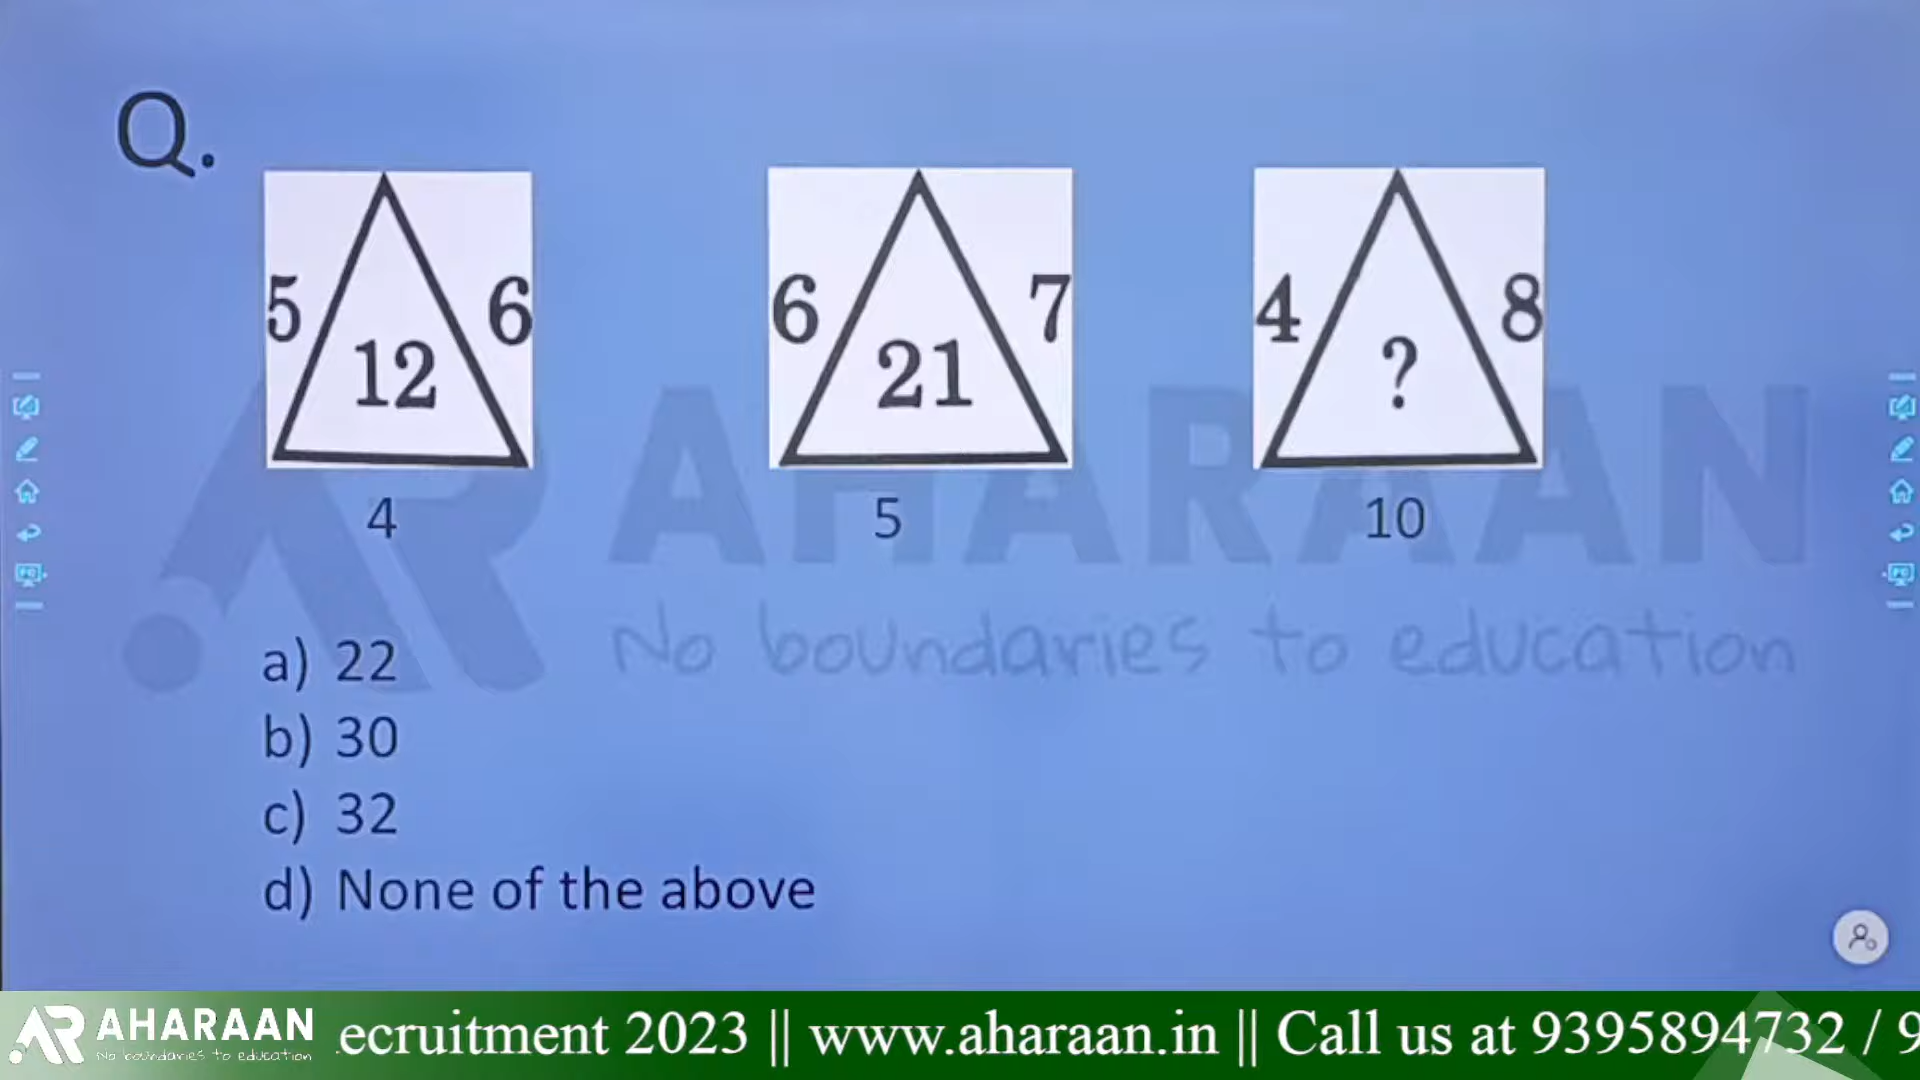 Q.
5 12 6
6 21 7
4 ? 8
4
5
10
a) 22
b) 30
c) 32
d) None of the above
AHARAAN
No boundaries to education
AR AHARAAN
No boundaries to education
ecruitment 2023 || www.aharaan.in || Call us at 9395894732 / 9